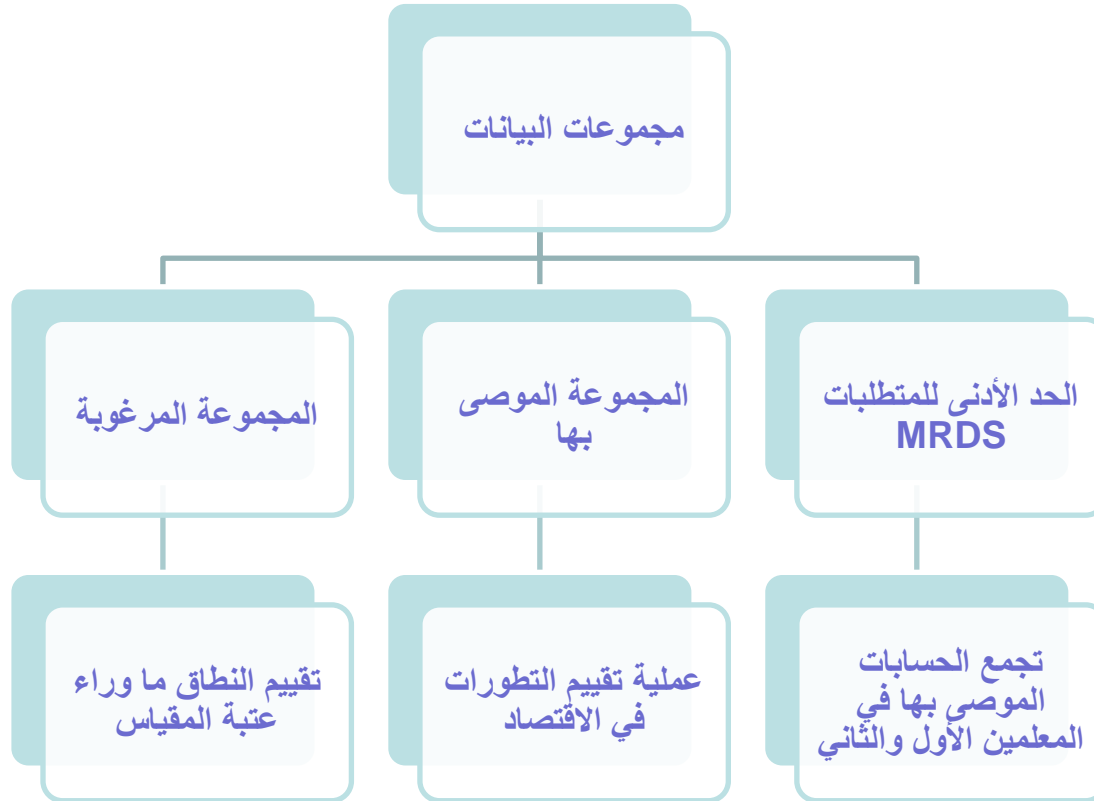 مجموعات البيانات
الحد الأدنى للمتطلبات
MRDS
المجموعة الموصى
بها
المجموعة المرغوبة
تجمع الحسابات
الموصى بها في
المعلمين الأول والثاني
عملية تقييم التطورات
في الاقتصاد
تقييم النطاق ما وراء
عتبة المقياس